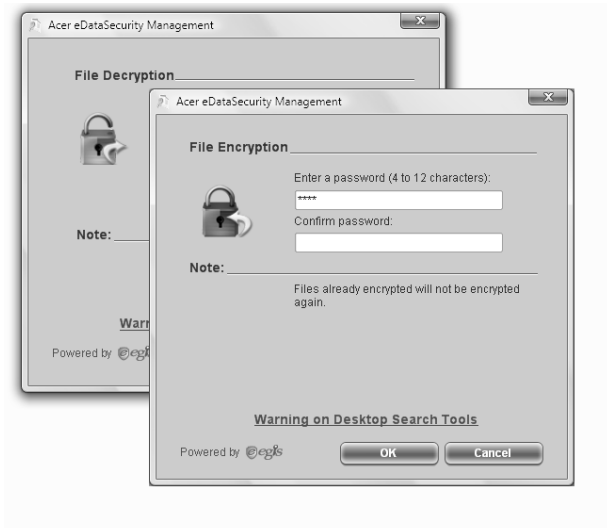 Acer eDataSecurity Management
File Decryption
Note:
Powered by
Acer eDataSecurity Management
File Encryption
Enter a password (4 to 12 characters):
****
Confirm password:
Note:
Files already encrypted will not be encrypted
again.
Warning on Desktop Search Tools
Powered by egis
OK
Cancel